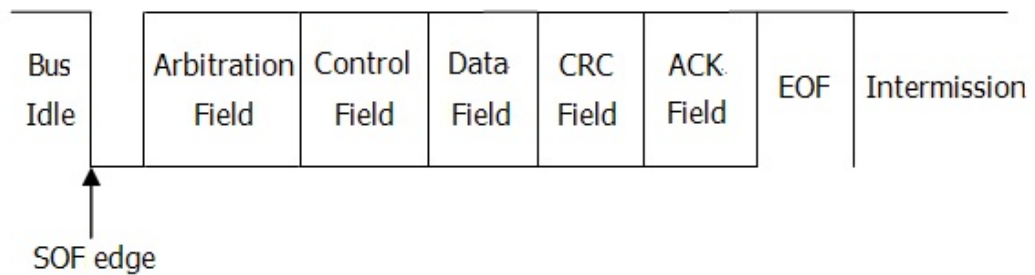 Bus Idle
Arbitration Field
Control Field
Data Field
CRC Field
ACK Field
EOF
Intermission
SOF edge